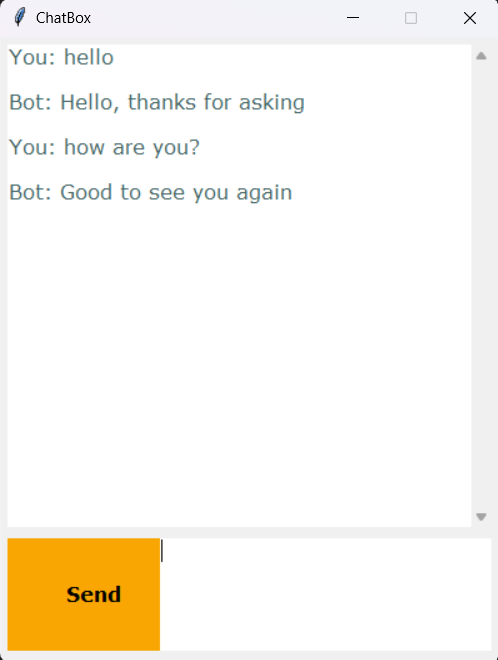 ChatBox
You: hello
Bot: Hello, thanks for asking
You: how are you?
Bot: Good to see you again
Send